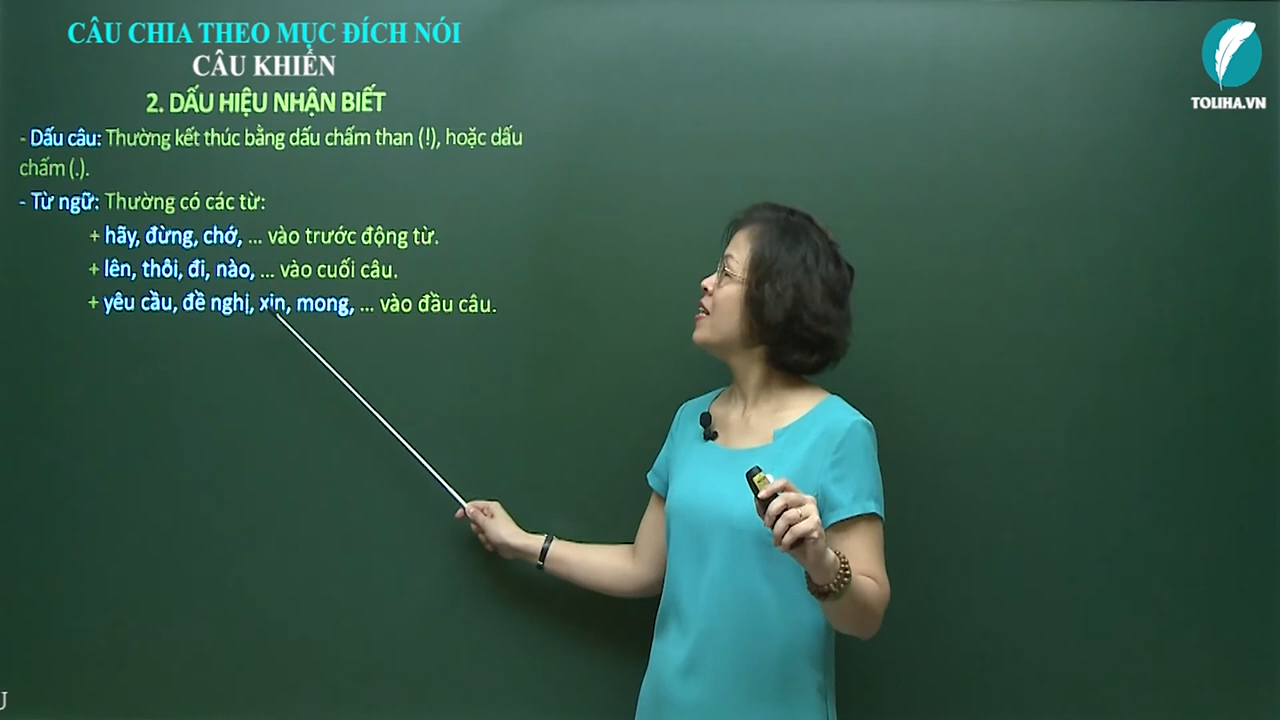 CÂU CHIA THEO MỤC ĐÍCH NÓI
CÂU KHIẾN
2. DẤU HIỆU NHẬN BIẾT
- Dấu câu: Thường kết thúc bằng dấu chấm than (!), hoặc dấu
chấm (.).
- Từ ngữ: Thường có các từ:
+ hãy, đừng, chớ, ... vào trước động từ.
+ lên, thôi, đi, nào, ... vào cuối câu.
+ yêu cầu, đề nghị, xin, mong, ... vào đầu câu.
TOLIHA.VN